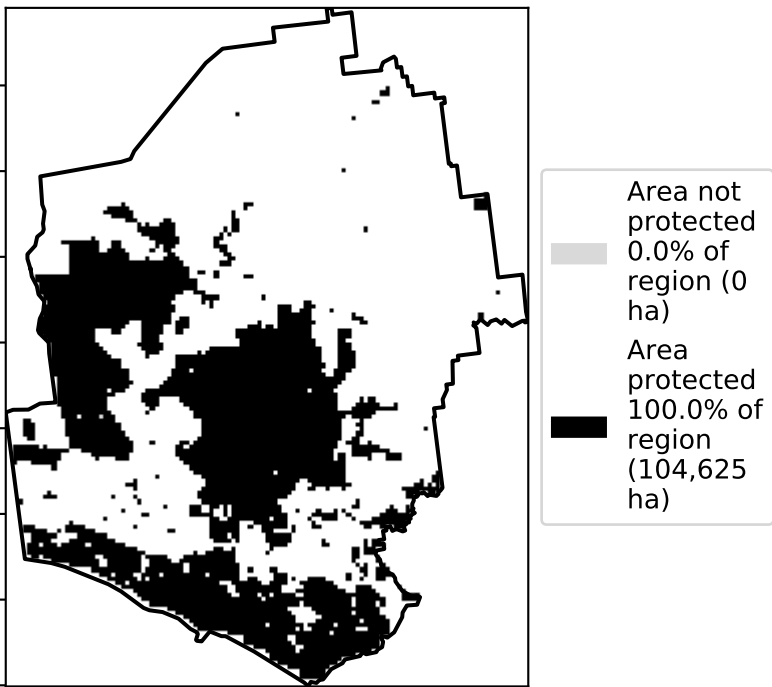 Area not
protected
0.0% of
region (0
ha)
Area
protected
100.0% of
region
(104,625
ha)